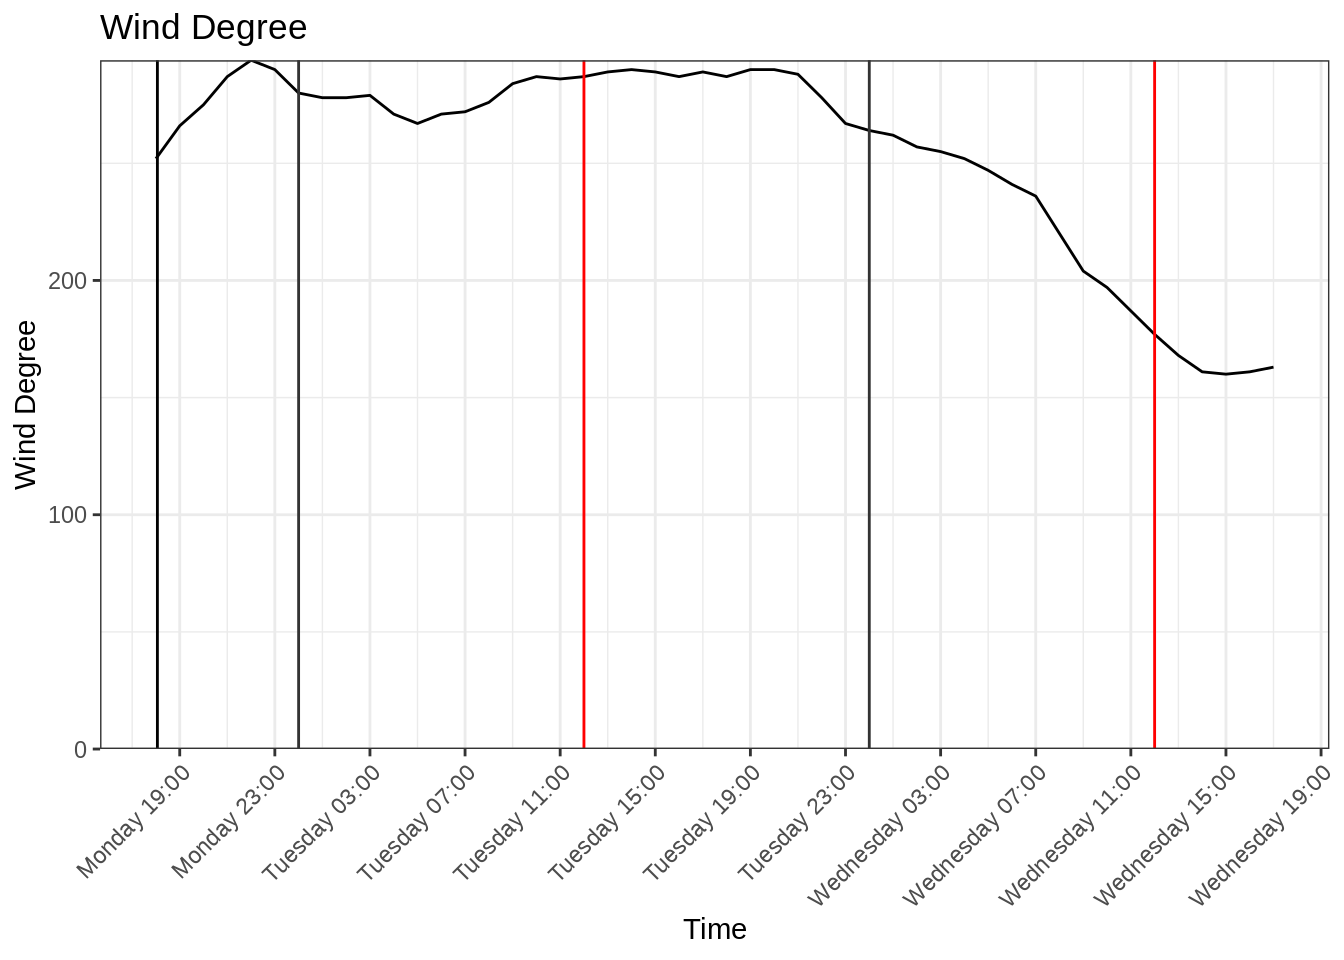 Wind Degree
Wind Degree
200
100
0
Monday 19:00
Monday 23:00
Tuesday 03:00
Tuesday 07:00
Tuesday 11:00
Tuesday 15:00
Tuesday 19:00
Tuesday 23:00
Wednesday 03:00
Wednesday 07:00
Wednesday 11:00
Wednesday 15:00
Wednesday 19:00
Time